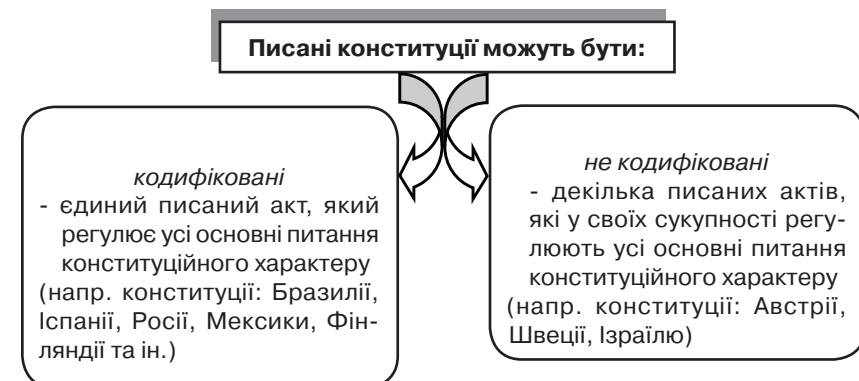 Писані конституції можуть бути:
кодифіковані
- єдиний писаний акт, який
регулює усі основні питання
конституційного характеру
(напр. конституції: Бразилії,
Іспанії, Росії, Мексики, Фін-
ляндії та ін.)
не кодифіковані
- декілька писаних актів,
які у своїх сукупності регу-
люють усі основні питання
конституційного характеру
(напр. конституції: Австрії,
Швеції, Ізраїлю)